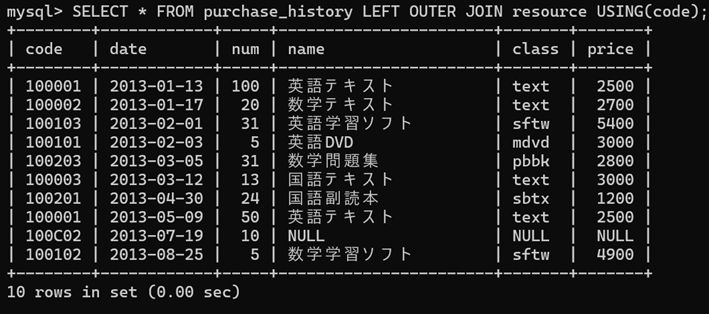 mysql> SELECT * FROM purchase_history LEFT OUTER JOIN resource USING(code);
+--------+------------+-----+----------------------+-------+-------+
| code   | date       | num | name                 | class | price |
+--------+------------+-----+----------------------+-------+-------+
| 100001 | 2013-01-13 | 100 | 英語テキスト         | text  |  2500 |
| 100002 | 2013-01-17 |  20 | 数学テキスト         | text  |  2700 |
| 100103 | 2013-02-01 |  31 | 英語学習ソフト       | sftw  |  5400 |
| 100101 | 2013-02-03 |   5 | 英語DVD              | mdvd  |  3000 |
| 100203 | 2013-03-05 |  31 | 数学問題集           | pbbk  |  2800 |
| 100003 | 2013-03-12 |  13 | 国語テキスト         | text  |  3000 |
| 100201 | 2013-04-30 |  24 | 国語副読本           | sbtx  |  1200 |
| 100001 | 2013-05-09 |  50 | 英語テキスト         | text  |  2500 |
| 100C02 | 2013-07-19 |  10 | NULL                 | NULL  |  NULL |
| 100102 | 2013-08-25 |   5 | 数学学習ソフト       | sftw  |  4900 |
+--------+------------+-----+----------------------+-------+-------+
10 rows in set (0.00 sec)